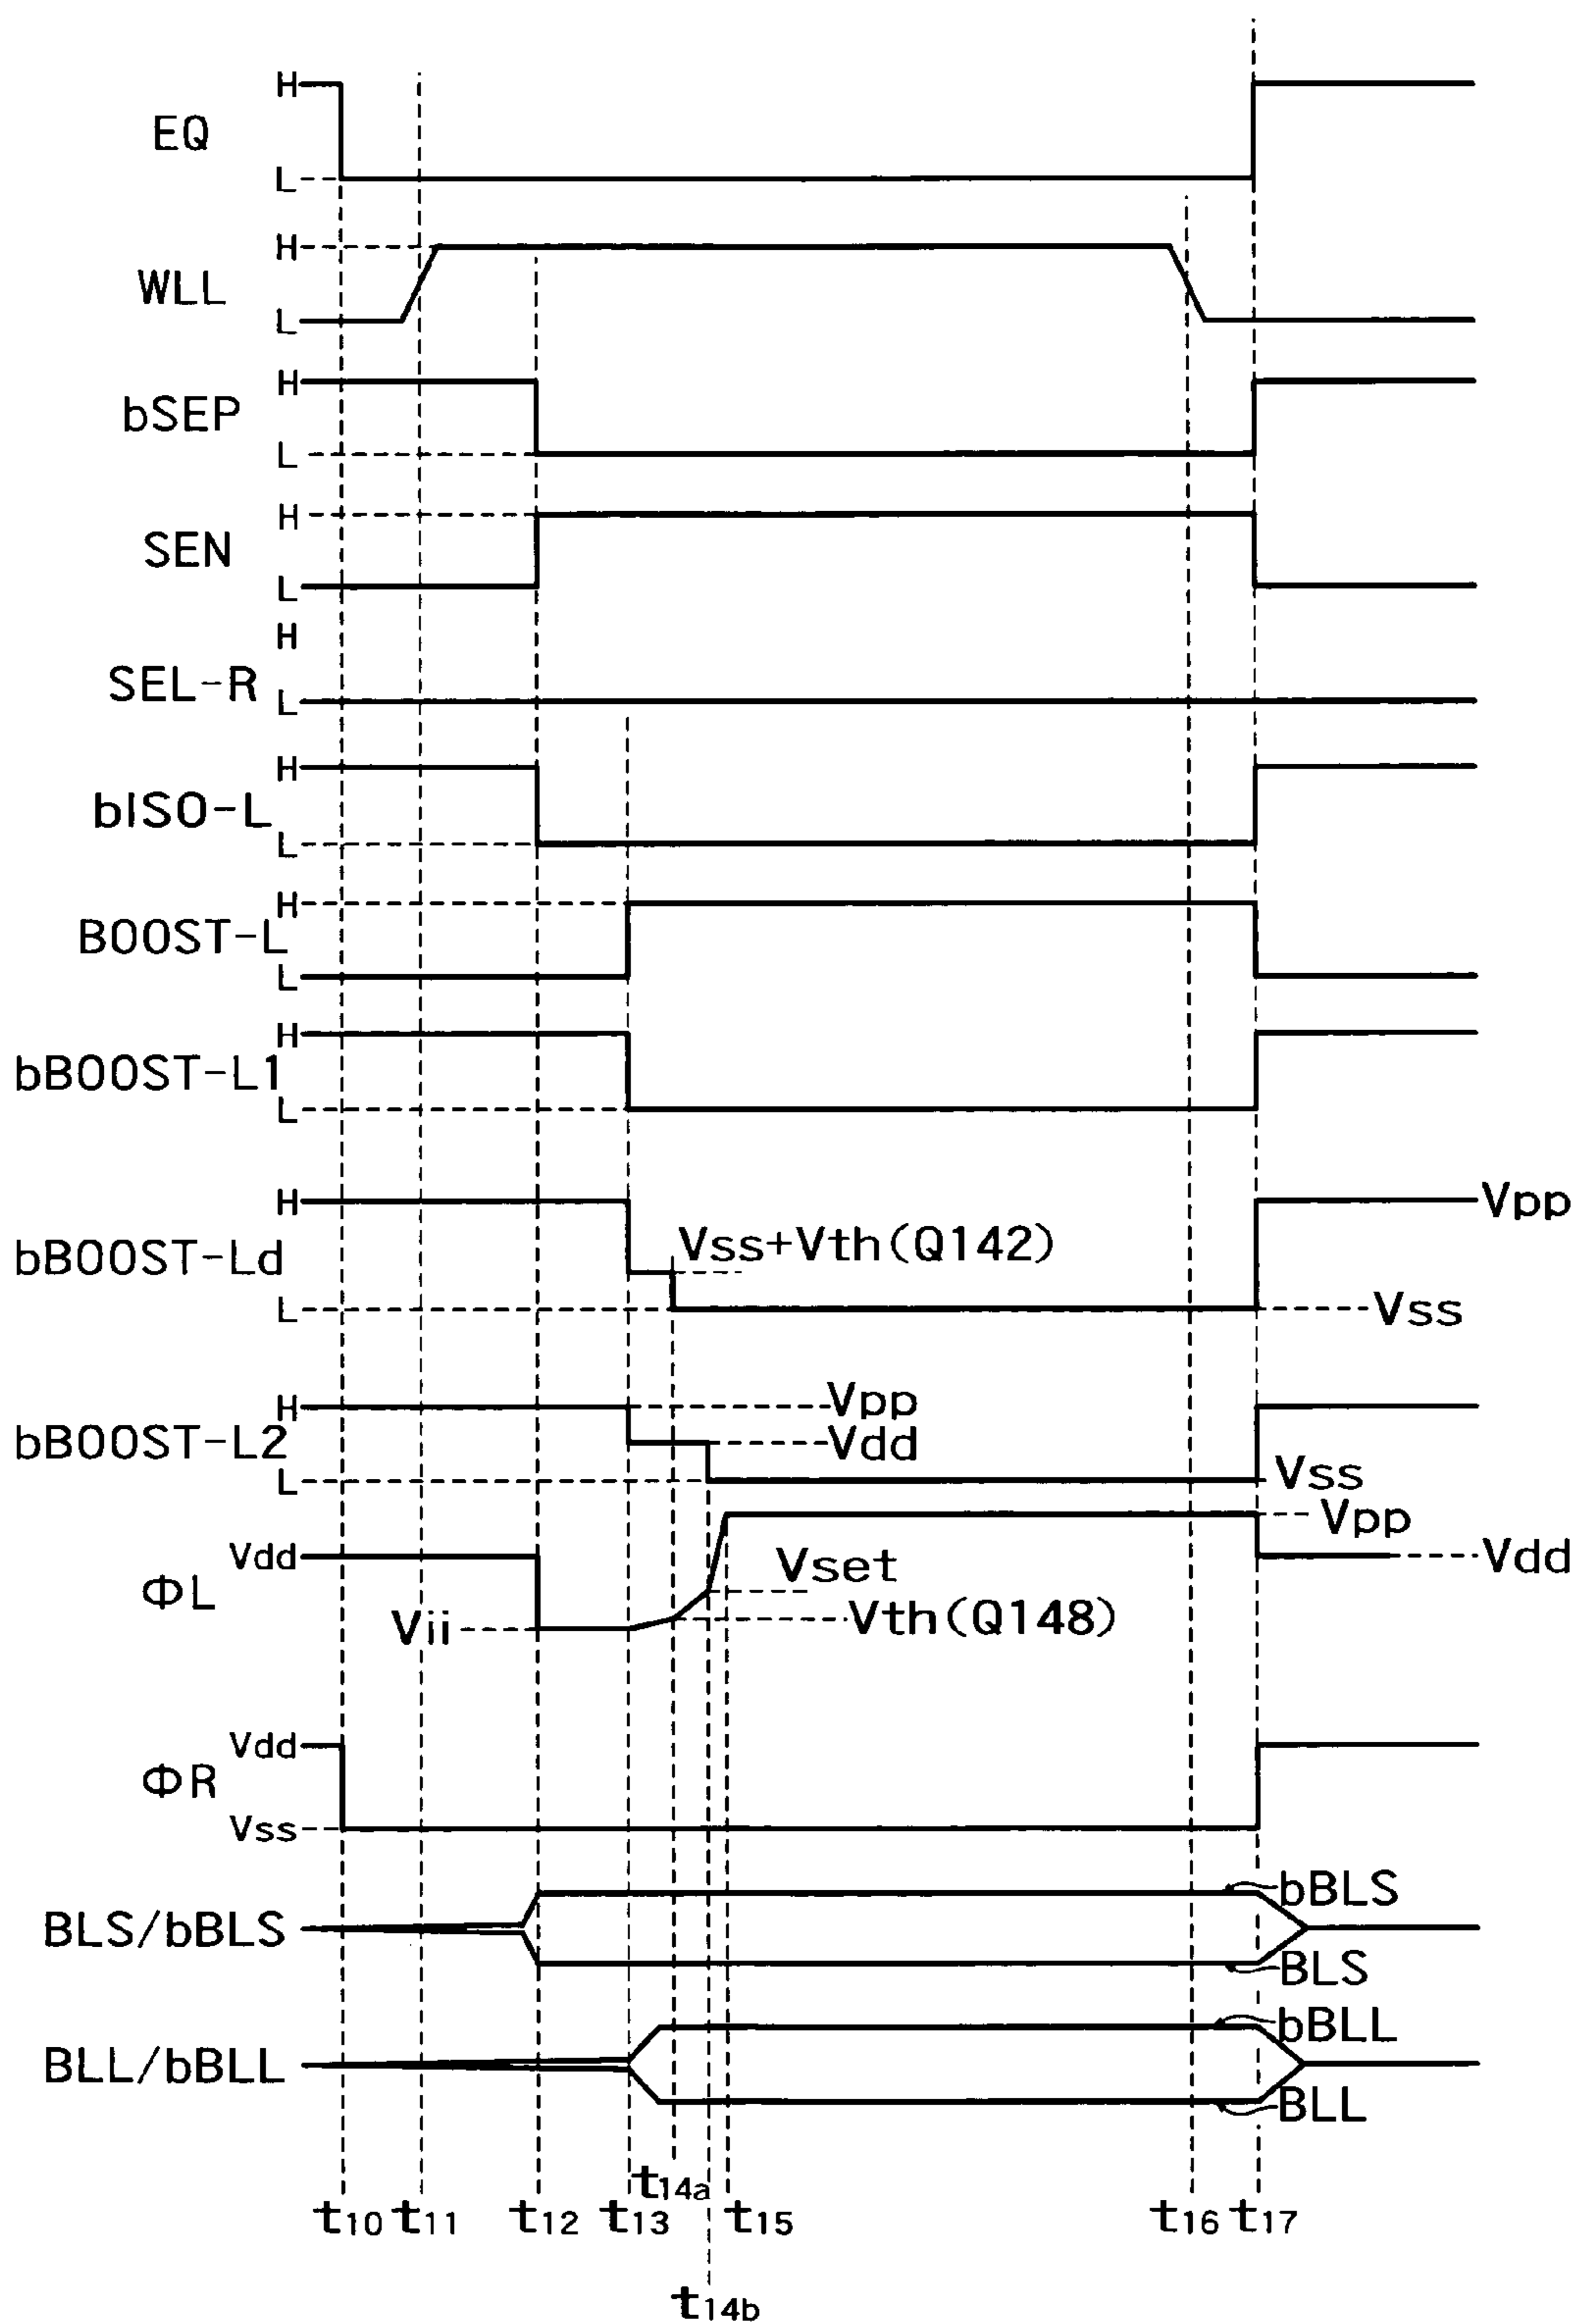 H
EQ
L
H
WLL
L
H
bSEP
L
H
SEN
L
H
SEL-R
L
H
bISO-L
L
H
BOOST-L
L
H
bBOOST-L1
L
H
Vpp
Vss+Vth(Q142)
bBOOST-Ld
L
Vss
H
Vpp
bBOOST-L2
Vdd
L
Vss
Vpp
Vdd
Vdd
Vset
ΦL
Vii
Vth(Q148)
Vdd
ΦR
Vss
bBLS
BLS/bBLS
BLS
bBLL
BLL/bBLL
BLL
t14a
t10 t11 t12 t13 t15 t16 t17
t14b